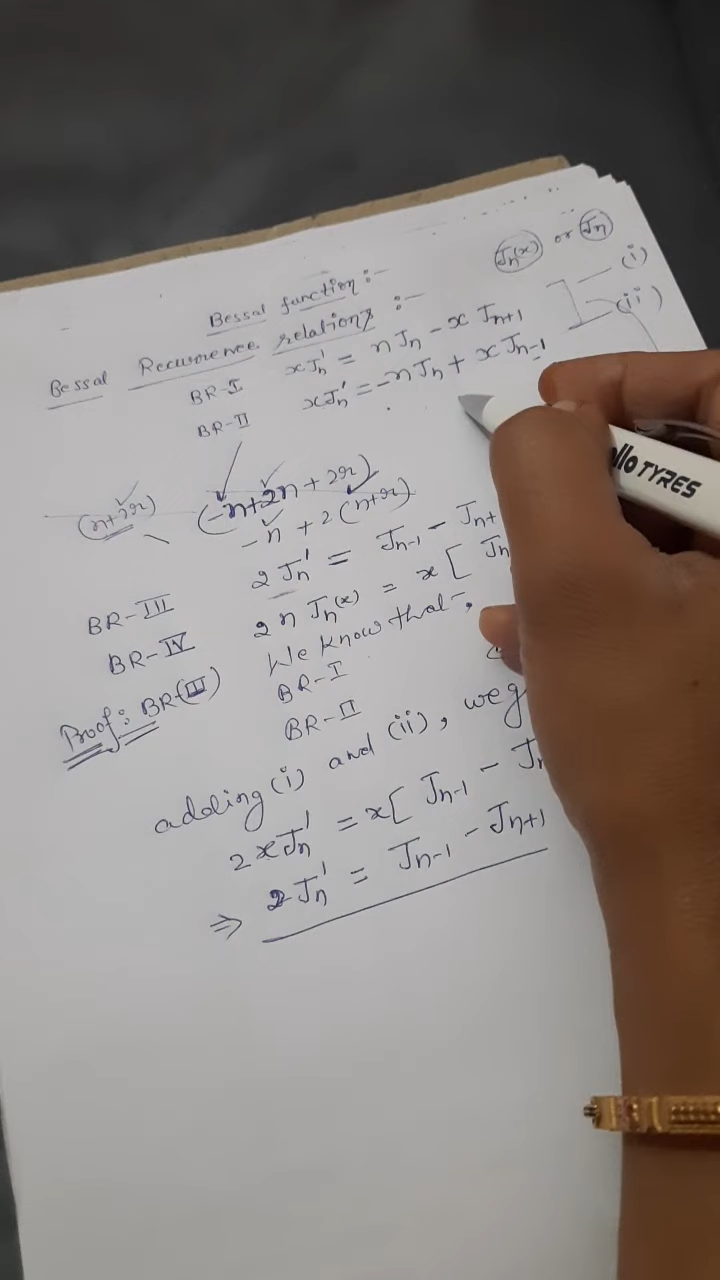 Jn(x) or Jn
Bessal function:-
Bessal Recurrence relations :-
BR-I xJn' = nJn - xJn+1 (i)
BR-II xJn' = -nJn + xJn-1 (ii)
(-n+2n+2r)
-n + 2(n+r)
BR-III 2Jn' = Jn-1 - Jn+
BR-IV 2n Jn(x) = x[ Jn
Proof: BR(III) We know that,
BR-I
BR-II
adding (i) and (ii), we g
2xJn' = x[ Jn-1 - Jn
⇒ 2Jn' = Jn-1 - Jn+1
llo TYRES